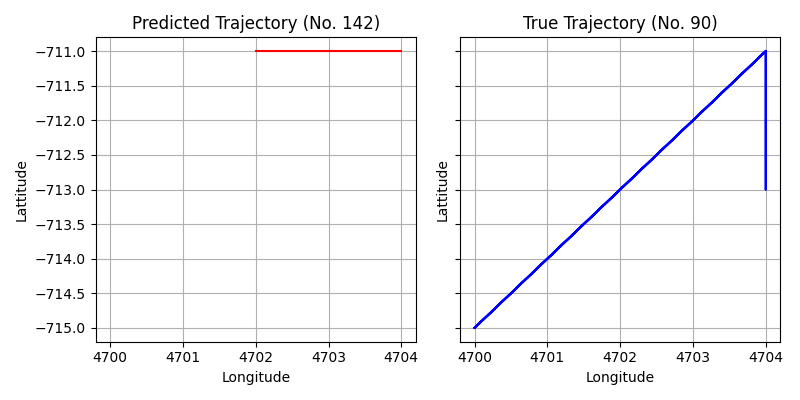 Predicted Trajectory (No. 142)
True Trajectory (No. 90)
−711.0
−711.5
−712.0
−712.5
−713.0
−713.5
−714.0
−714.5
−715.0
Lattitude
Lattitude
4700 4701 4702 4703 4704
4700 4701 4702 4703 4704
Longitude
Longitude